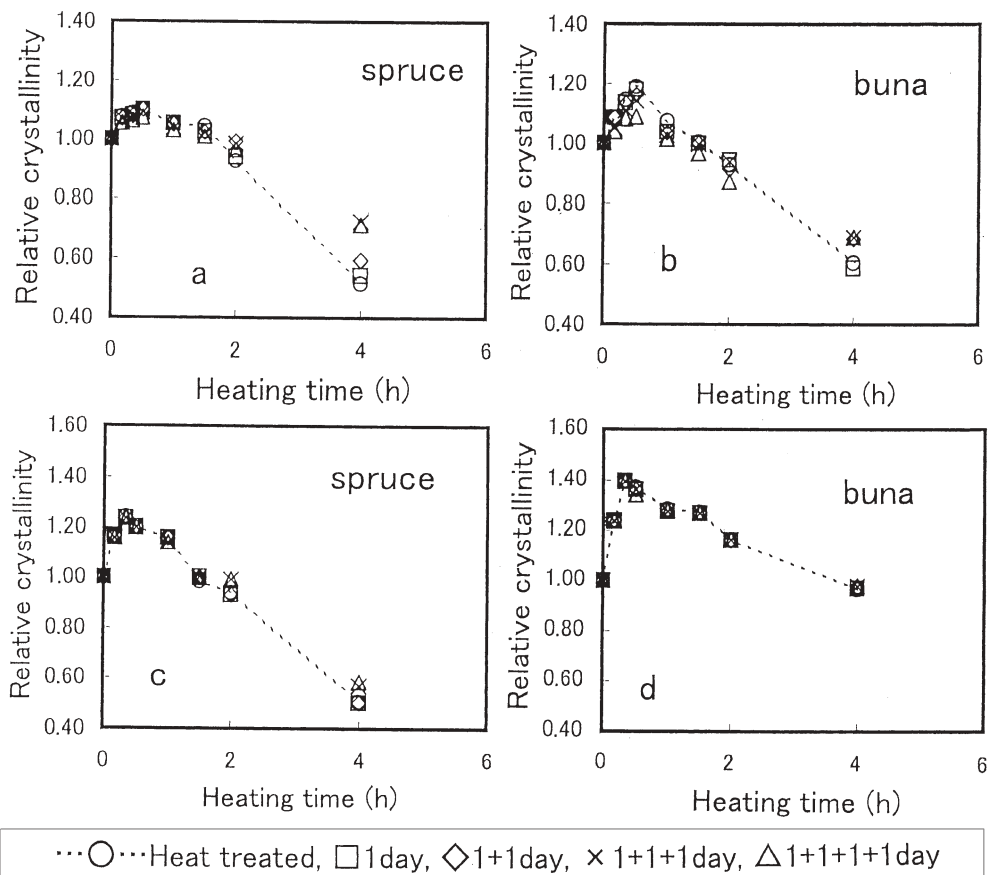 1.40
1.20
1.00
0.80
0.60
0.40
Relative crystallinity
spruce
a
0 2 4 6
Heating time (h)
1.40
1.20
1.00
0.80
0.60
0.40
Relative crystallinity
buna
b
0 2 4 6
Heating time (h)
1.60
1.40
1.20
1.00
0.80
0.60
0.40
Relative crystallinity
spruce
c
0 2 4 6
Heating time (h)
1.60
1.40
1.20
1.00
0.80
0.60
0.40
Relative crystallinity
buna
d
0 2 4 6
Heating time (h)
Heat treated, 1day, 1+1day, 1+1+1day, 1+1+1+1day